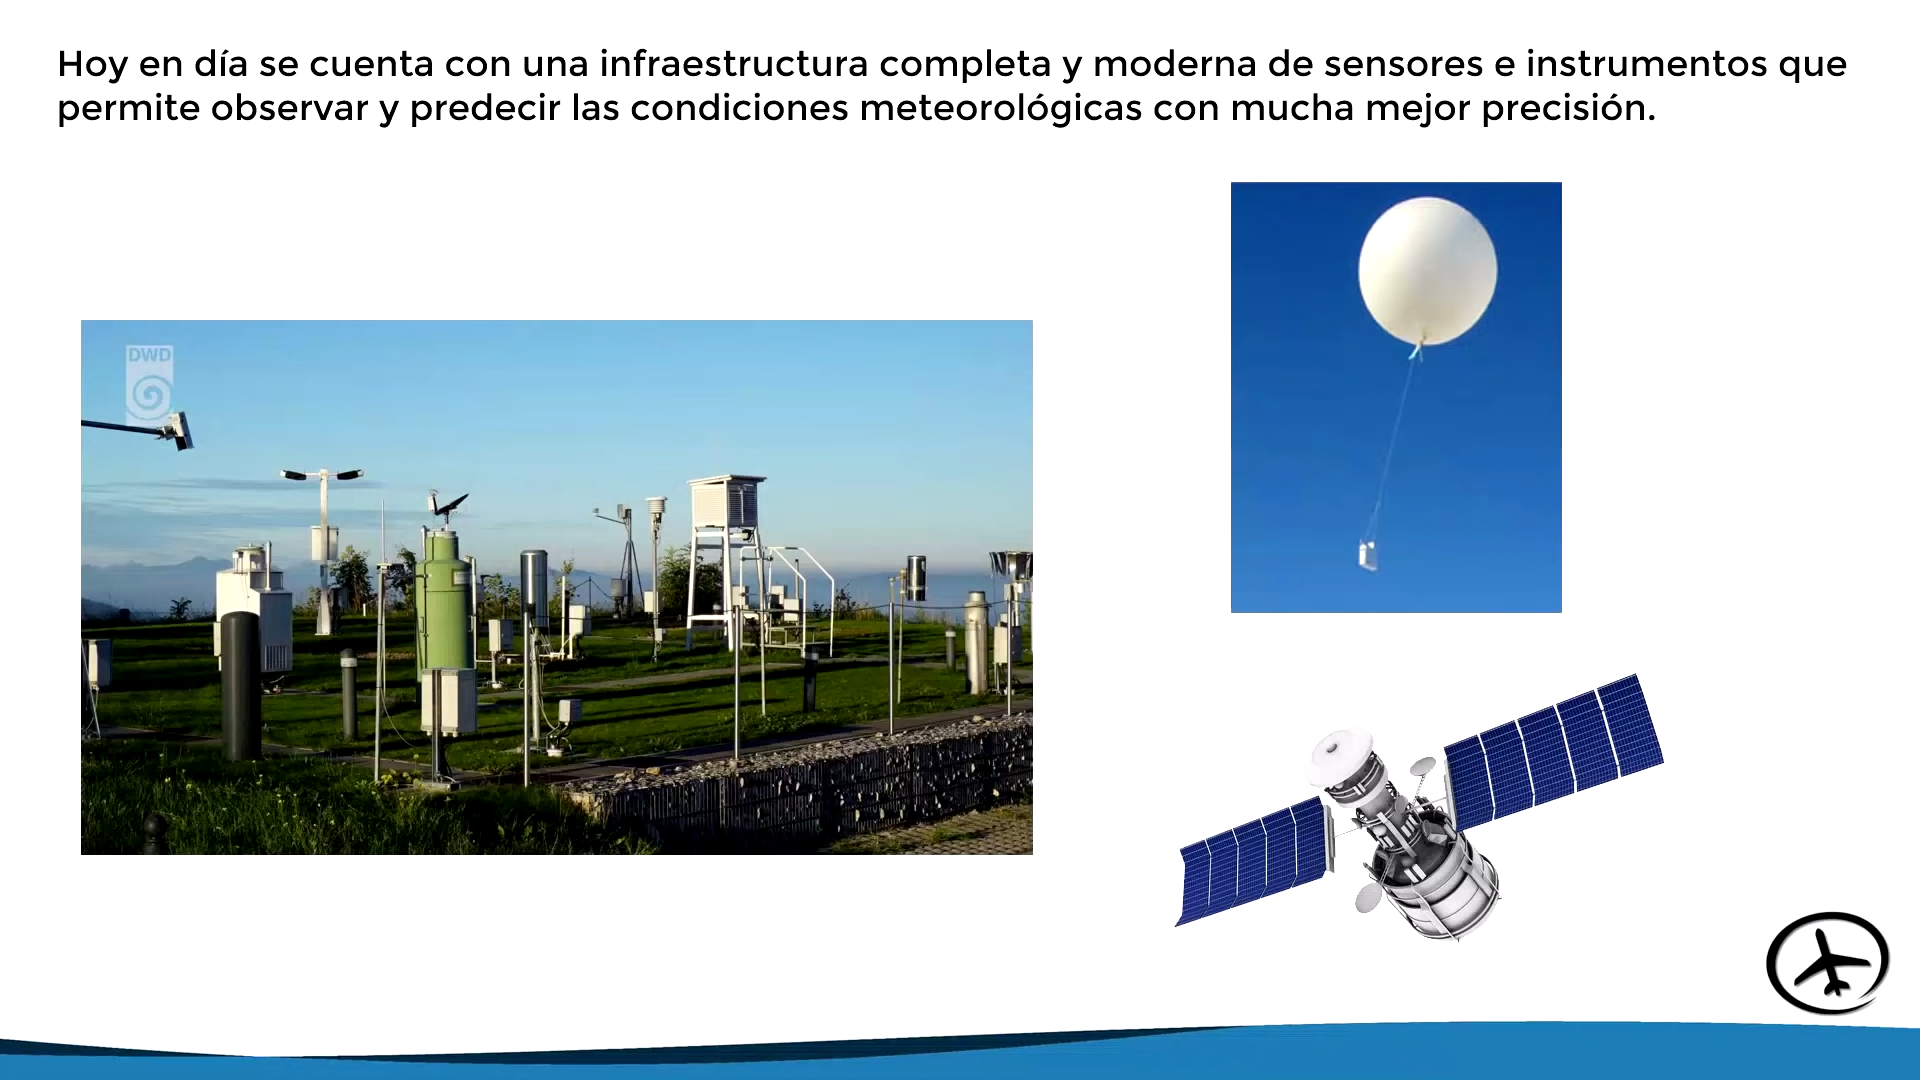 Hoy en día se cuenta con una infraestructura completa y moderna de sensores e instrumentos que
permite observar y predecir las condiciones meteorológicas con mucha mejor precisión.
DWD